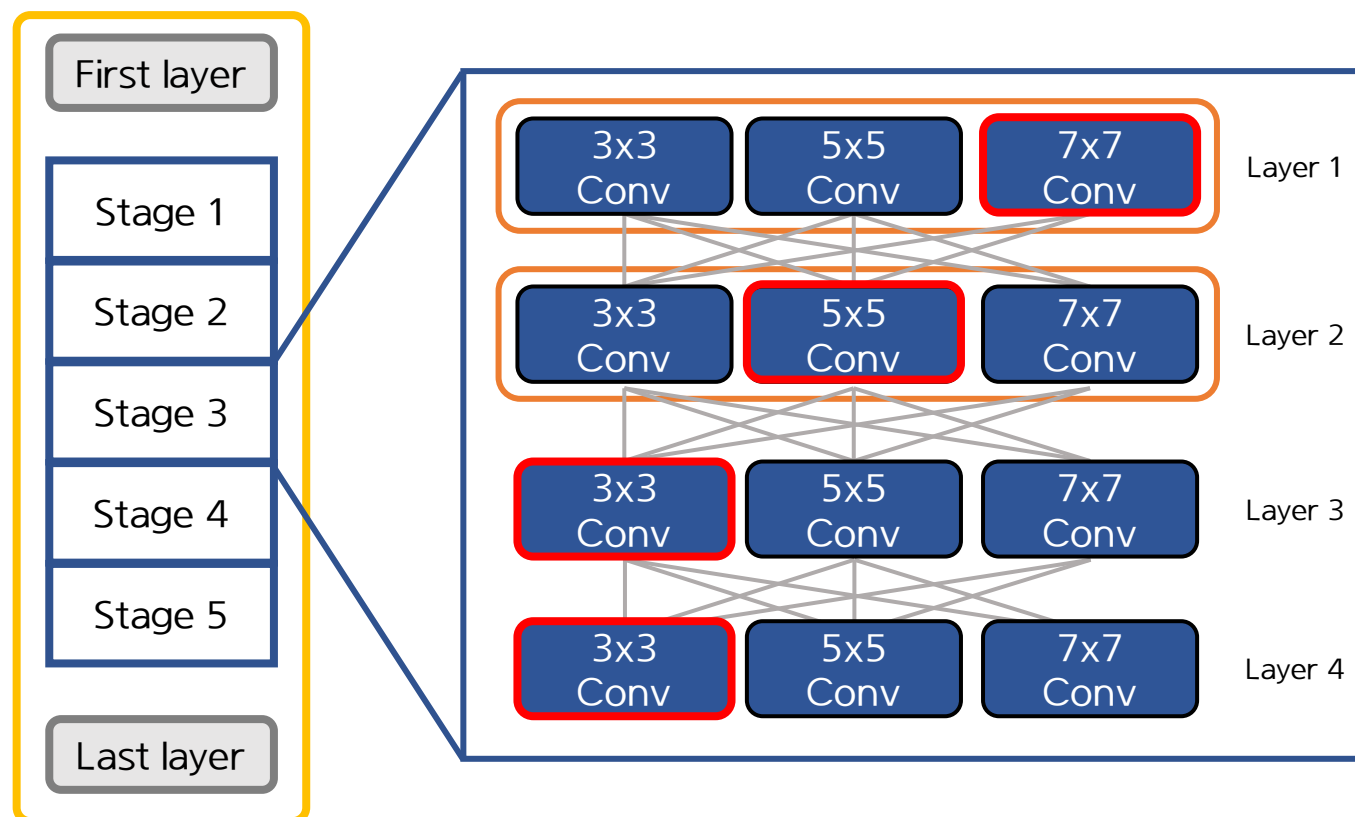 First layer
Stage 1
Stage 2
Stage 3
Stage 4
Stage 5
Last layer
3x3
Conv
5x5
Conv
7x7
Conv
Layer 1
3x3
Conv
5x5
Conv
7x7
Conv
Layer 2
3x3
Conv
5x5
Conv
7x7
Conv
Layer 3
3x3
Conv
5x5
Conv
7x7
Conv
Layer 4